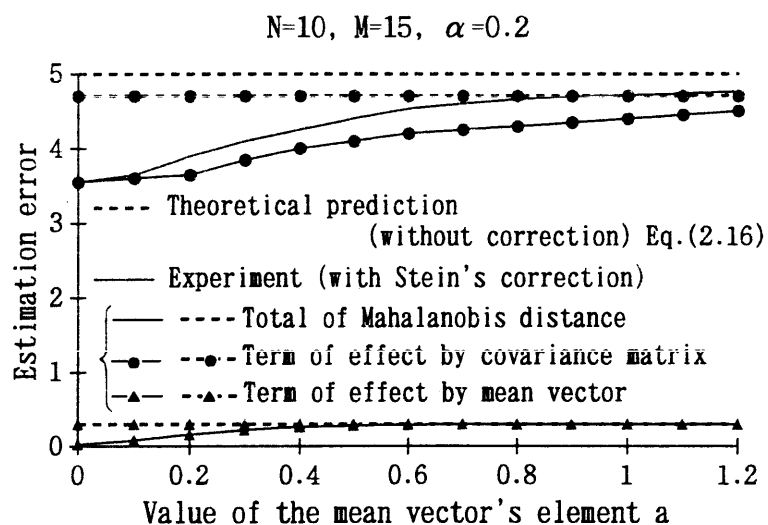 N=10, M=15, α=0.2
5
4
3
2
1
0
Estimation error
Theoretical prediction
(without correction) Eq.(2.16)
Experiment (with Stein's correction)
Total of Mahalanobis distance
Term of effect by covariance matrix
Term of effect by mean vector
0 0.2 0.4 0.6 0.8 1 1.2
Value of the mean vector's element a